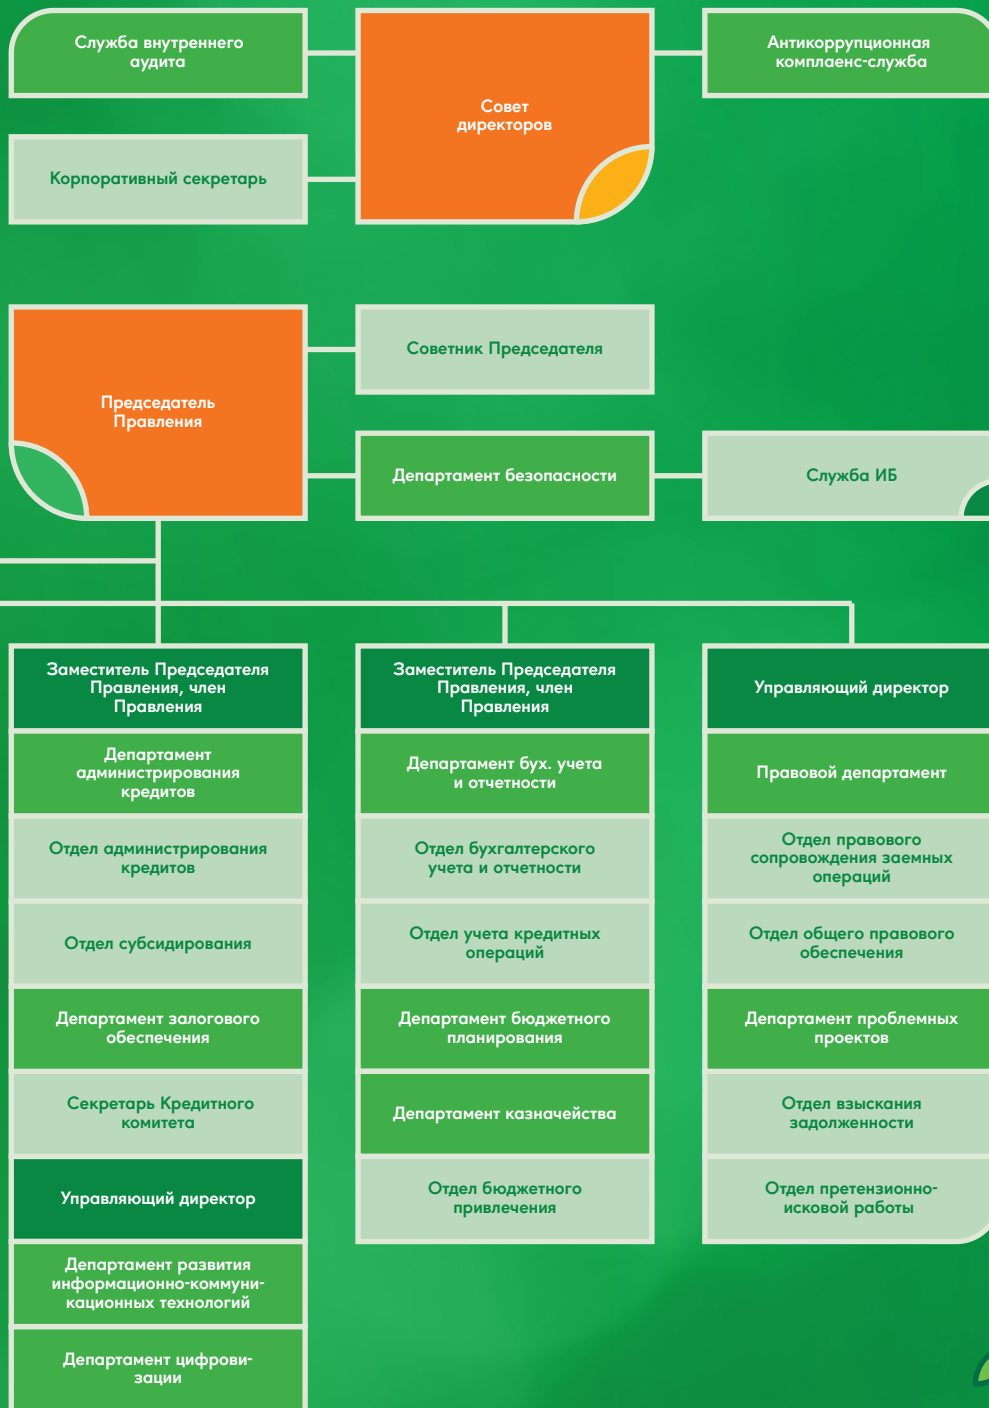 Служба внутреннего
аудита
Совет
директоров
Антикоррупционная
комплаенс-служба
Корпоративный секретарь
Председатель
Правления
Советник Председателя
Департамент безопасности
Служба ИБ
Заместитель Председателя
Правления, член
Правления
Департамент
администрирования
кредитов
Отдел администрирования
кредитов
Отдел субсидирования
Департамент залогового
обеспечения
Секретарь Кредитного
комитета
Управляющий директор
Департамент развития
информационно-коммуни-
кационных технологий
Департамент цифрови-
зации
Заместитель Председателя
Правления, член
Правления
Департамент бух. учета
и отчетности
Отдел бухгалтерского
учета и отчетности
Отдел учета кредитных
операций
Департамент бюджетного
планирования
Департамент казначейства
Отдел бюджетного
привлечения
Управляющий директор
Правовой департамент
Отдел правового
сопровождения заемных
операций
Отдел общего правового
обеспечения
Департамент проблемных
проектов
Отдел взыскания
задолженности
Отдел претензионно-
исковой работы